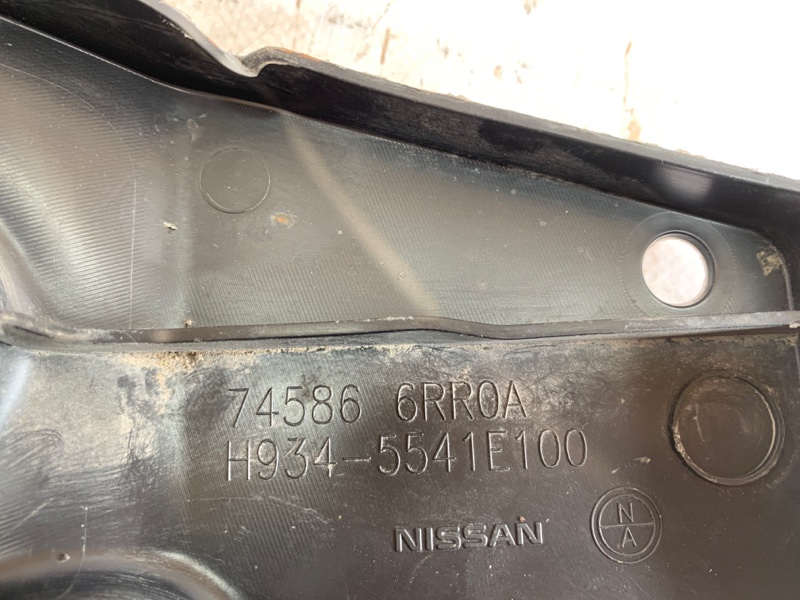 74586 6RR0A
H934-5541E100
NISSAN
N
A